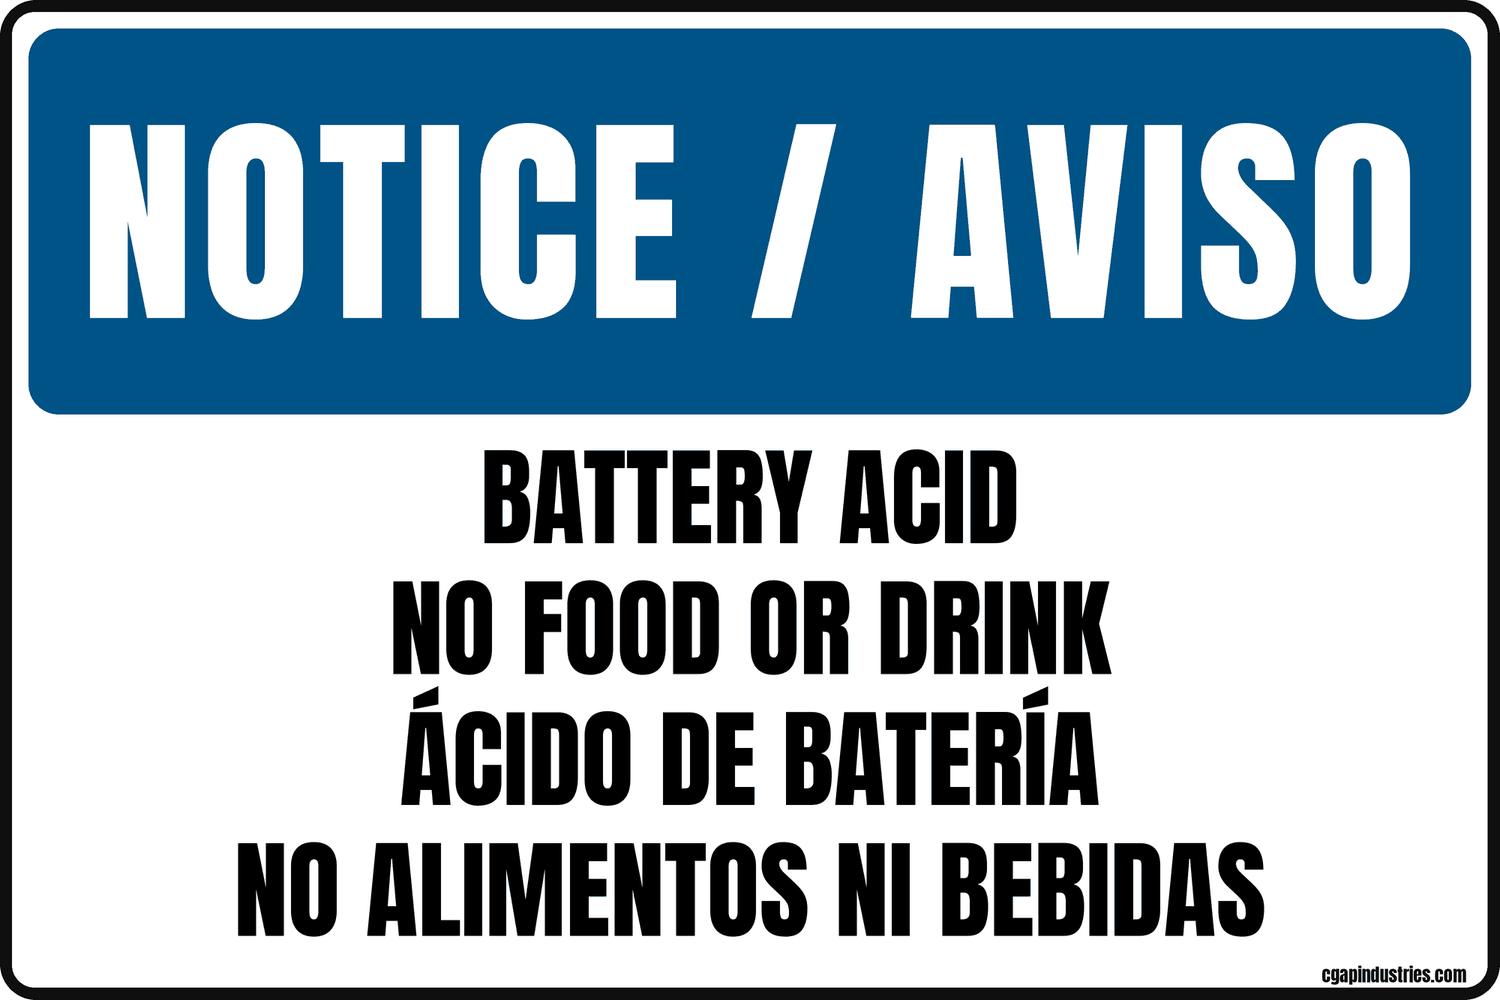 NOTICE / AVISO
BATTERY ACID
NO FOOD OR DRINK
ÁCIDO DE BATERÍA
NO ALIMENTOS NI BEBIDAS
cgapindustries.com